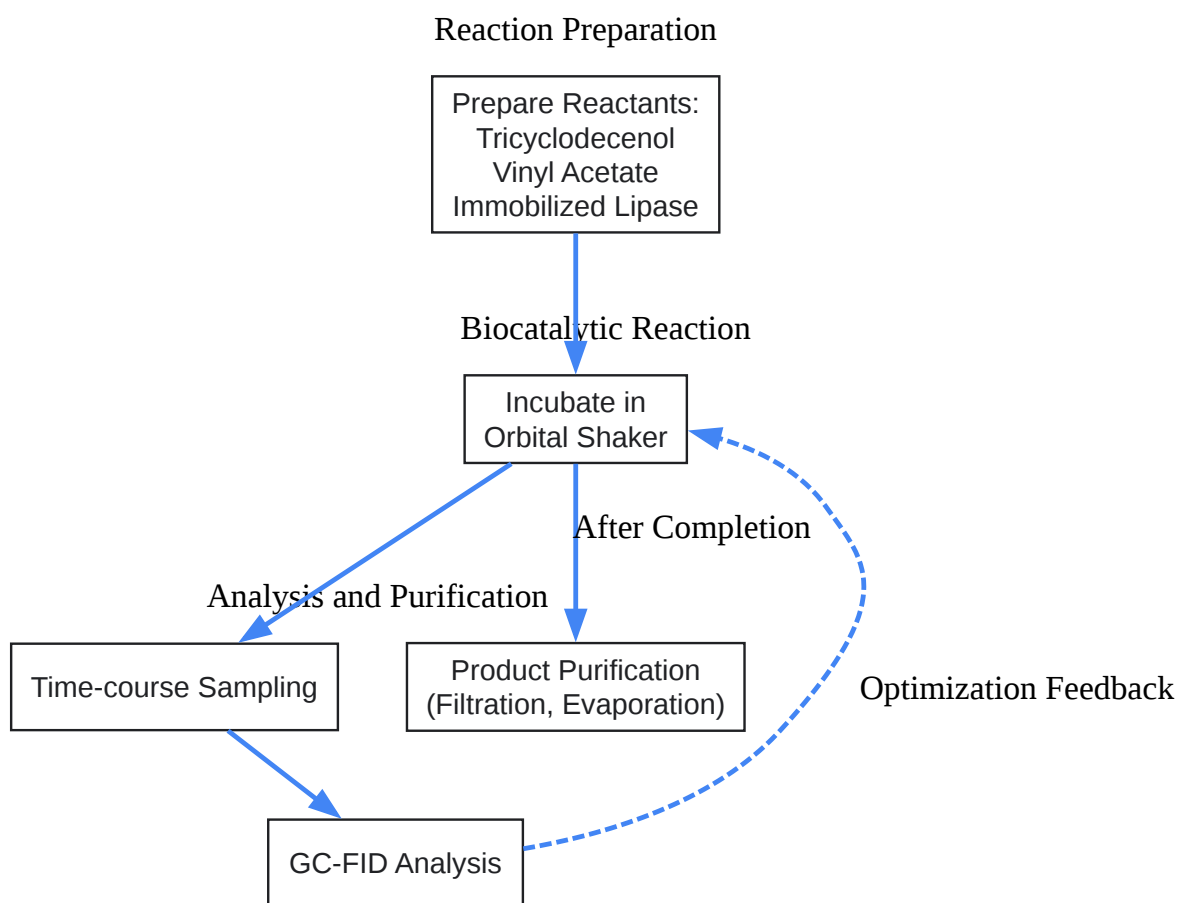 Reaction Preparation
Prepare Reactants:
Tricyclodecenol
Vinyl Acetate
Immobilized Lipase
Biocatalytic Reaction
Incubate in
Orbital Shaker
After Completion
Analysis and Purification
Time-course Sampling
Product Purification
(Filtration, Evaporation)
Optimization Feedback
GC-FID Analysis